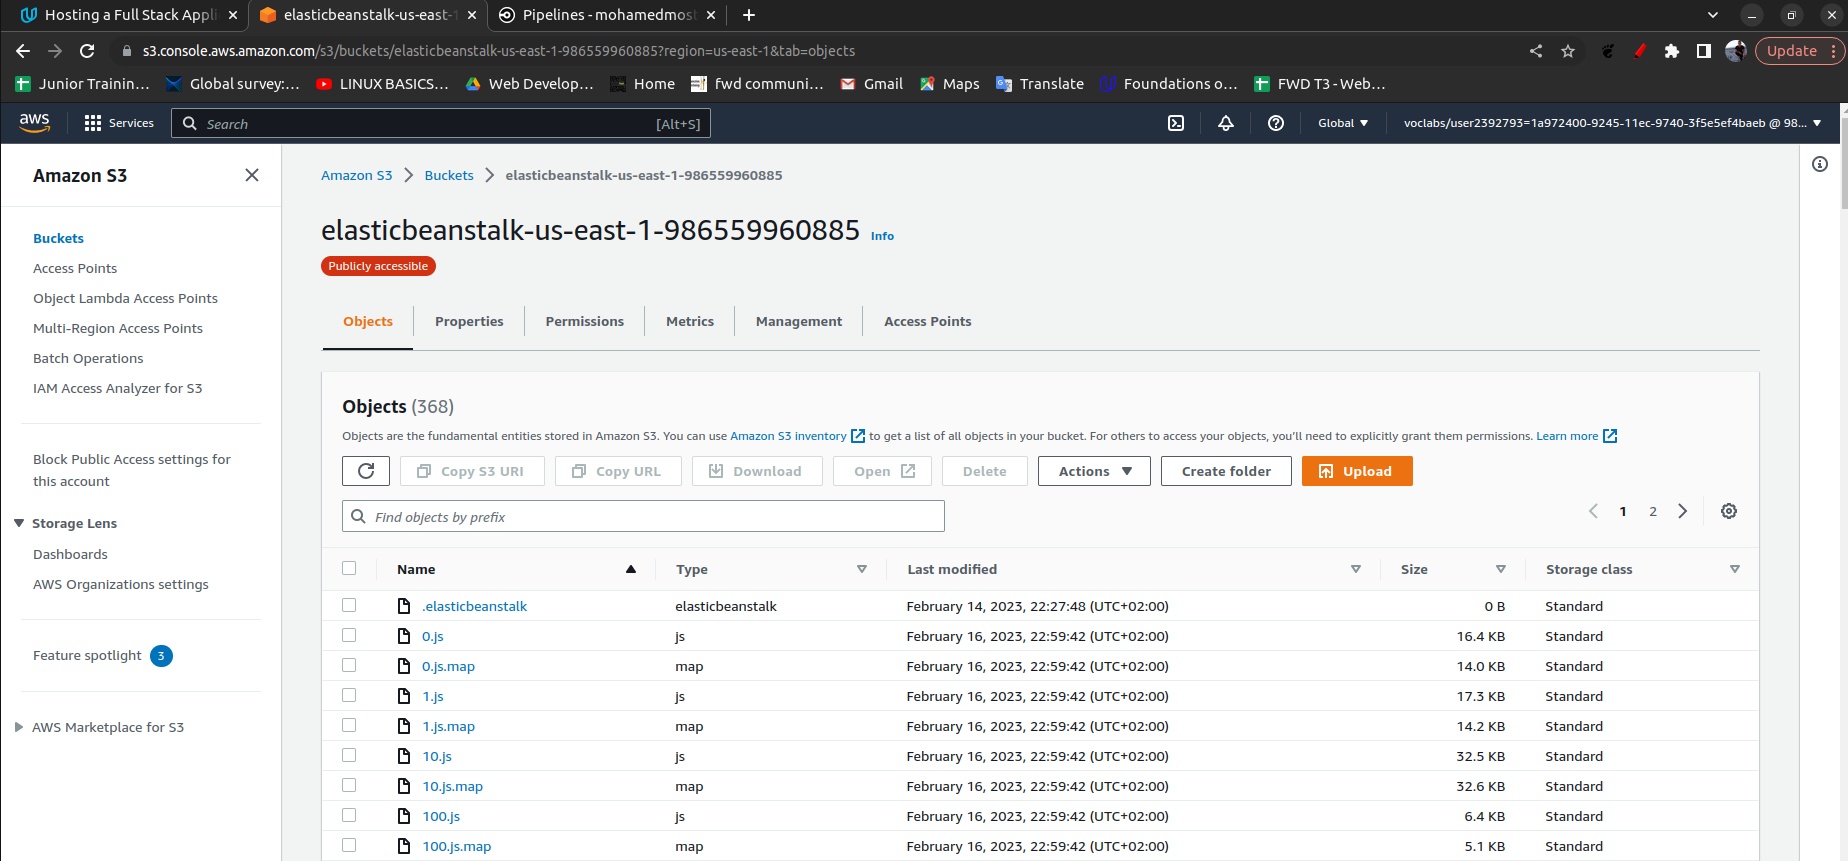 Hosting a Full Stack Appli
elasticbeanstalk-us-east-1
Pipelines - mohamedmost
s3.console.aws.amazon.com/s3/buckets/elasticbeanstalk-us-east-1-986559960885?region=us-east-1&tab=objects
Update
Junior Trainin... Global survey:... LINUX BASICS... Web Develop... Home fwd communi... Gmail Maps Translate Foundations o... FWD T3 - Web...
aws Services Search [Alt+S] Global voclabs/user2392793=1a972400-9245-11ec-9740-3f5e5ef4baeb @ 98...
Amazon S3
Buckets
Access Points
Object Lambda Access Points
Multi-Region Access Points
Batch Operations
IAM Access Analyzer for S3
Block Public Access settings for
this account
Storage Lens
Dashboards
AWS Organizations settings
Feature spotlight 3
AWS Marketplace for S3
Amazon S3 Buckets elasticbeanstalk-us-east-1-986559960885
elasticbeanstalk-us-east-1-986559960885 Info
Publicly accessible
Objects Properties Permissions Metrics Management Access Points
Objects (368)
Objects are the fundamental entities stored in Amazon S3. You can use Amazon S3 inventory to get a list of all objects in your bucket. For others to access your objects, you'll need to explicitly grant them permissions. Learn more
Copy S3 URI Copy URL Download Open Delete Actions Create folder Upload
Find objects by prefix 1 2
Name Type Last modified Size Storage class
.elasticbeanstalk elasticbeanstalk February 14, 2023, 22:27:48 (UTC+02:00) 0 B Standard
0.js js February 16, 2023, 22:59:42 (UTC+02:00) 16.4 KB Standard
0.js.map map February 16, 2023, 22:59:42 (UTC+02:00) 14.0 KB Standard
1.js js February 16, 2023, 22:59:42 (UTC+02:00) 17.3 KB Standard
1.js.map map February 16, 2023, 22:59:42 (UTC+02:00) 14.2 KB Standard
10.js js February 16, 2023, 22:59:42 (UTC+02:00) 32.5 KB Standard
10.js.map map February 16, 2023, 22:59:42 (UTC+02:00) 32.6 KB Standard
100.js js February 16, 2023, 22:59:42 (UTC+02:00) 6.4 KB Standard
100.js.map map February 16, 2023, 22:59:42 (UTC+02:00) 5.1 KB Standard